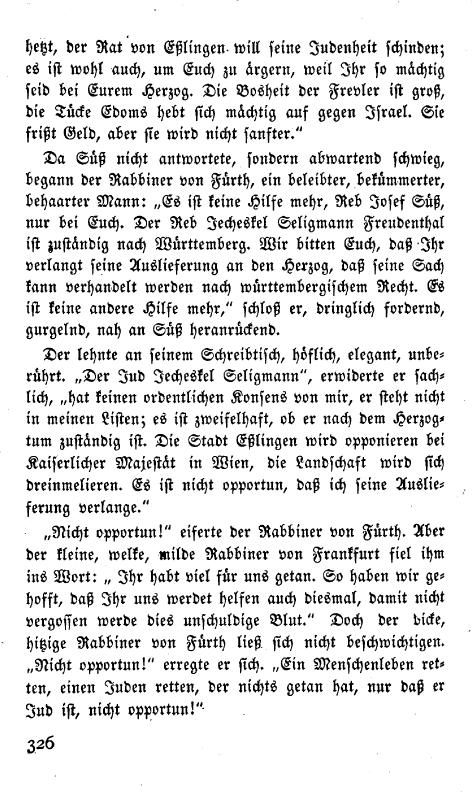 hetzt, der Rat von Eßlingen will seine Judenheit schinden;
es ist wohl auch, um Euch zu ärgern, weil Ihr so mächtig
seid bei Eurem Herzog. Die Bosheit der Frevler ist groß,
die Tücke Edoms hebt sich mächtig auf gegen Israel. Sie
frißt Geld, aber sie wird nicht sanfter.“
Da Süß nicht antwortete, sondern abwartend schwieg,
begann der Rabbiner von Fürth, ein beleibter, bekümmerter,
behaarter Mann: „Es ist keine Hilfe mehr, Reb Josef Süß,
nur bei Euch. Der Reb Jecheskel Seligmann Freudenthal
ist zuständig nach Württemberg. Wir bitten Euch, daß Ihr
verlangt seine Auslieferung an den Herzog, daß seine Sach
kann verhandelt werden nach württembergischem Recht. Es
ist keine andere Hilfe mehr,“ schloß er, dringlich fordernd,
gurgelnd, nah an Süß heranrückend.
Der lehnte an seinem Schreibtisch, höflich, elegant, unbe-
rührt. „Der Jud Jecheskel Seligmann“, erwiderte er sach-
lich, „hat keinen ordentlichen Konsens von mir, er steht nicht
in meinen Listen; es ist zweifelhaft, ob er nach dem Herzog-
tum zuständig ist. Die Stadt Eßlingen wird opponieren bei
Kaiserlicher Majestät in Wien, die Landschaft wird sich
dreinmelieren. Es ist nicht opportun, daß ich seine Auslie-
ferung verlange.“
„Nicht opportun!“ eiferte der Rabbiner von Fürth. Aber
der kleine, welke, milde Rabbiner von Frankfurt fiel ihm
ins Wort: „ Ihr habt viel für uns getan. So haben wir ge-
hofft, daß Ihr uns werdet helfen auch diesmal, damit nicht
vergossen werde dies unschuldige Blut.“ Doch der dicke,
hitzige Rabbiner von Fürth ließ sich nicht beschwichtigen.
„Nicht opportun!“ erregte er sich. „Ein Menschenleben ret-
ten, einen Juden retten, der nichts getan hat, nur daß er
Jud ist, nicht opportun!“
326